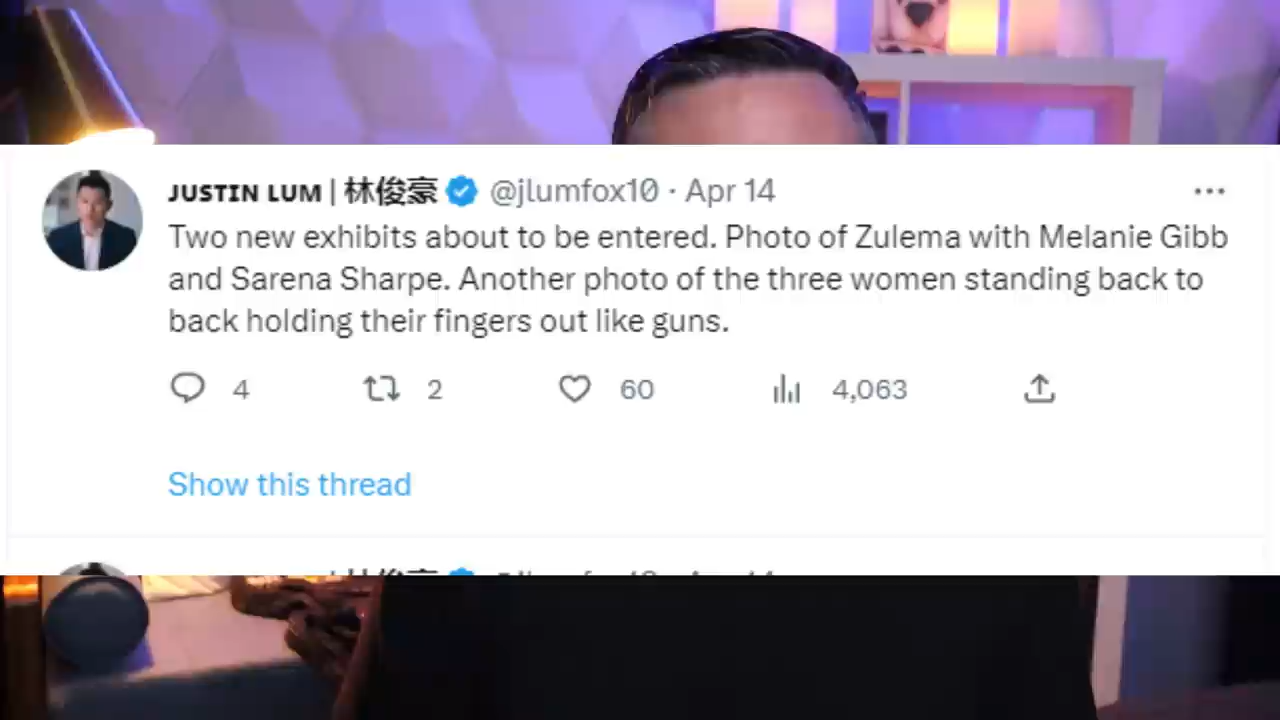 JUSTIN LUM | 林俊豪 @jlumfox10 · Apr 14
Two new exhibits about to be entered. Photo of Zulema with Melanie Gibb
and Sarena Sharpe. Another photo of the three women standing back to
back holding their fingers out like guns.
4 2 60 4,063
Show this thread